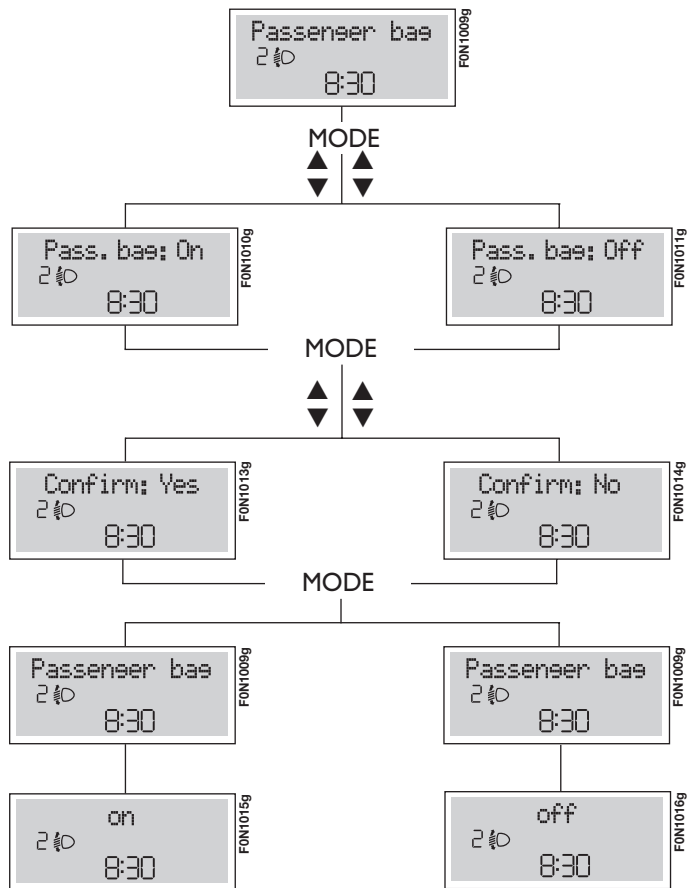 Passenger bag
2
8:30
F0N1009g
MODE
▲ ▲
▼ ▼
Pass. bag: On
2
8:30
F0N1010g
Pass. bag: Off
2
8:30
F0N1011g
MODE
▲ ▲
▼ ▼
Confirm: Yes
2
8:30
F0N1013g
Confirm: No
2
8:30
F0N1014g
MODE
Passenger bag
2
8:30
F0N1009g
Passenger bag
2
8:30
F0N1009g
on
2
8:30
F0N1015g
off
2
8:30
F0N1016g